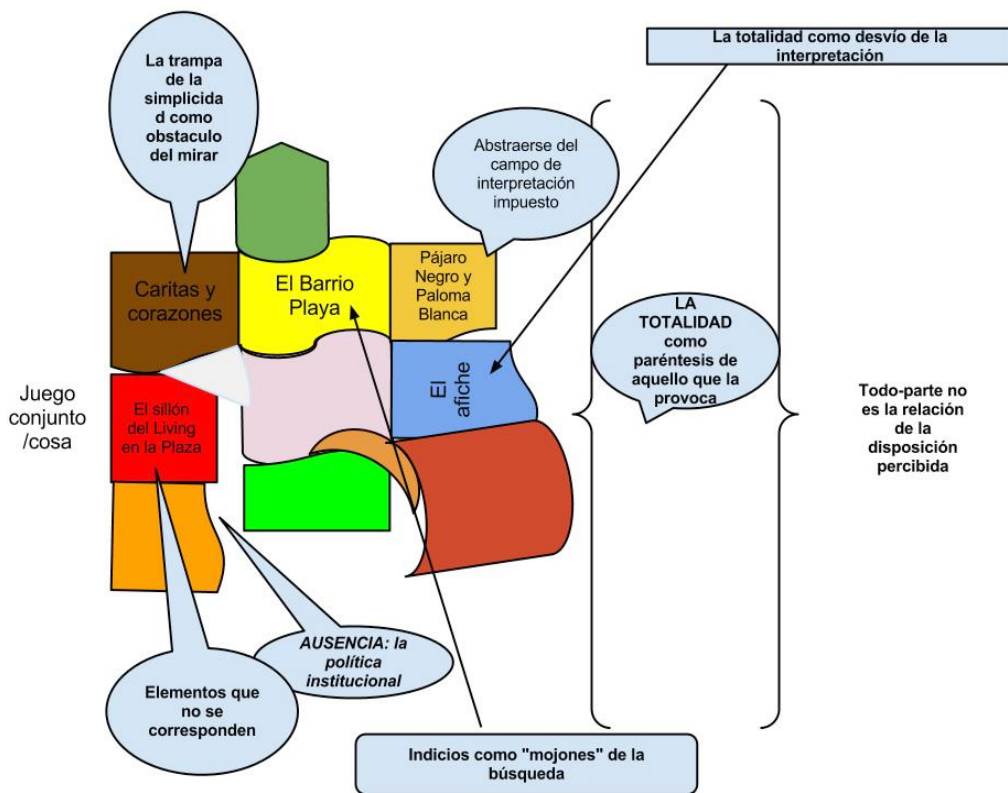 La trampa
de la
simplicida
d como
obstaculo
del mirar
La totalidad como desvío de la
interpretación
Abstraerse del
campo de
interpretación
impuesto
Caritas y
corazones
El Barrio
Playa
Pájaro
Negro y
Paloma
Blanca
LA
TOTALIDAD
como
paréntesis de
aquello que la
provoca
Juego
conjunto
/cosa
El sillón
del Living
en la Plaza
El
afiche
Todo-parte no
es la relación
de la
disposición
percibida
AUSENCIA: la
política
institucional
Elementos que
no se
corresponden
Indicios como "mojones" de la
búsqueda